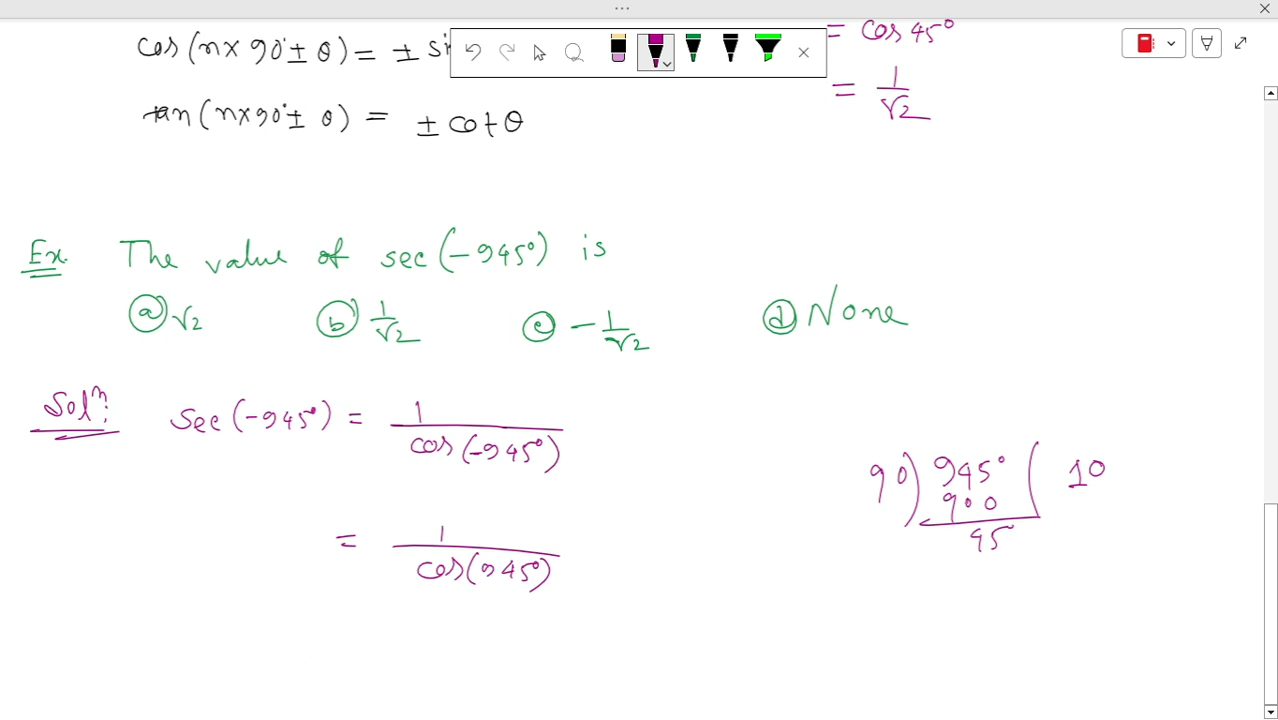 cos(n×90°±θ) = ± si
= cos 45°
= 1/√2
tan(n×90°±θ) = ± cotθ
Ex. The value of sec(-945°) is
(a) √2 (b) 1/√2 (c) -1/√2 (d) None
Solⁿ: sec(-945°) = 1/cos(-945°)
90) 945° ( 10
900
45
= 1/cos(945°)